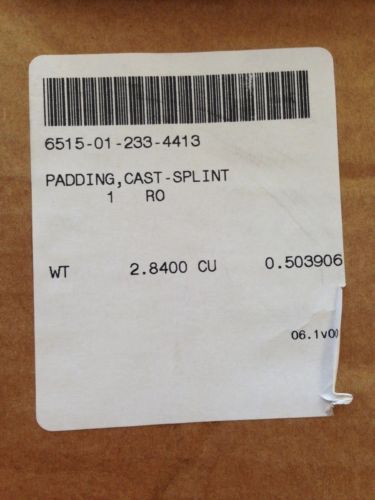 6515-01-233-4413
PADDING,CAST-SPLINT
1 RO
WT 2.8400 CU 0.503906
06.1V00